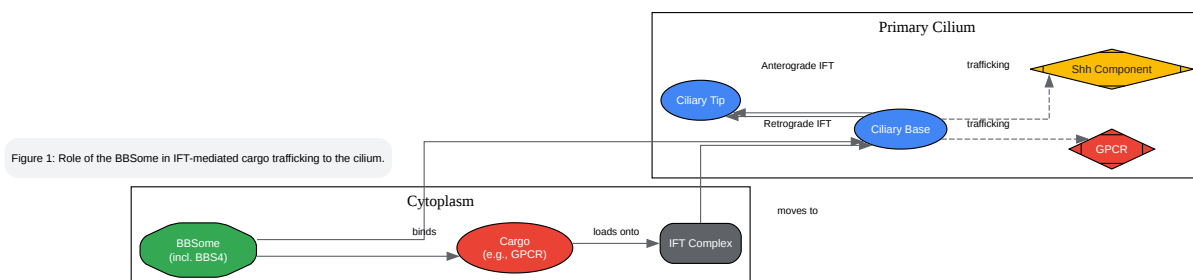 Primary Cilium
Anterograde IFT
trafficking
Shh Component
Ciliary Tip
Retrograde IFT
trafficking
Ciliary Base
GPCR
Figure 1: Role of the BBSome in IFT-mediated cargo trafficking to the cilium.
Cytoplasm
moves to
BBSome
(incl. BBS4)
binds
Cargo
(e.g., GPCR)
loads onto
IFT Complex